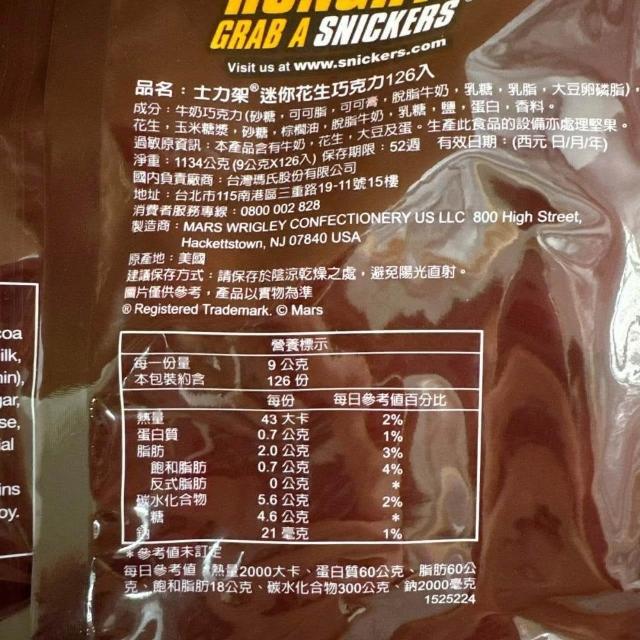 GRAB A SNICKERS®
Visit us at www.snickers.com
品名：士力架®迷你花生巧克力126入
成分：牛奶巧克力(砂糖，可可脂，可可膏，脫脂牛奶，乳糖，乳脂，大豆卵磷脂)，
花生，玉米糖漿，砂糖，棕櫚油，脫脂牛奶，乳糖，鹽，蛋白，香料。
過敏原資訊：本產品含有牛奶，花生，大豆及蛋。生產此食品的設備亦處理堅果。
淨重：1134公克(9公克X126入) 保存期限：52週 有效日期：(西元 日/月/年)
國內負責廠商：台灣瑪氏股份有限公司
地址：台北市115南港區三重路19-11號15樓
消費者服務專線：0800 002 828
製造商：MARS WRIGLEY CONFECTIONERY US LLC 800 High Street,
Hackettstown, NJ 07840 USA
原產地：美國
建議保存方式：請保存於陰涼乾燥之處，避免陽光直射。
圖片僅供參考，產品以實物為準
® Registered Trademark. © Mars
營養標示
每一份量 9 公克
本包裝約含 126 份
每份 每日參考值百分比
熱量 43 大卡 2%
蛋白質 0.7 公克 1%
脂肪 2.0 公克 3%
飽和脂肪 0.7 公克 4%
反式脂肪 0 公克 *
碳水化合物 5.6 公克 2%
糖 4.6 公克 *
鈉 21 毫克 1%
*參考值未訂定
每日參考值：熱量2000大卡、蛋白質60公克、脂肪60公
克、飽和脂肪18公克、碳水化合物300公克、鈉2000毫克
1525224